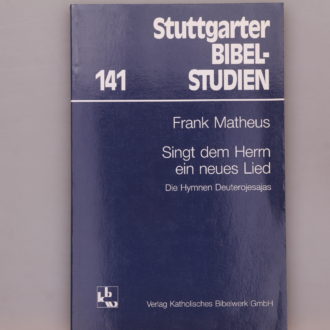 Stuttgarter
BIBEL-
141 STUDIEN
Frank Matheus
Singt dem Herrn
ein neues Lied
Die Hymnen Deuterojesajas
kbw
Verlag Katholisches Bibelwerk GmbH